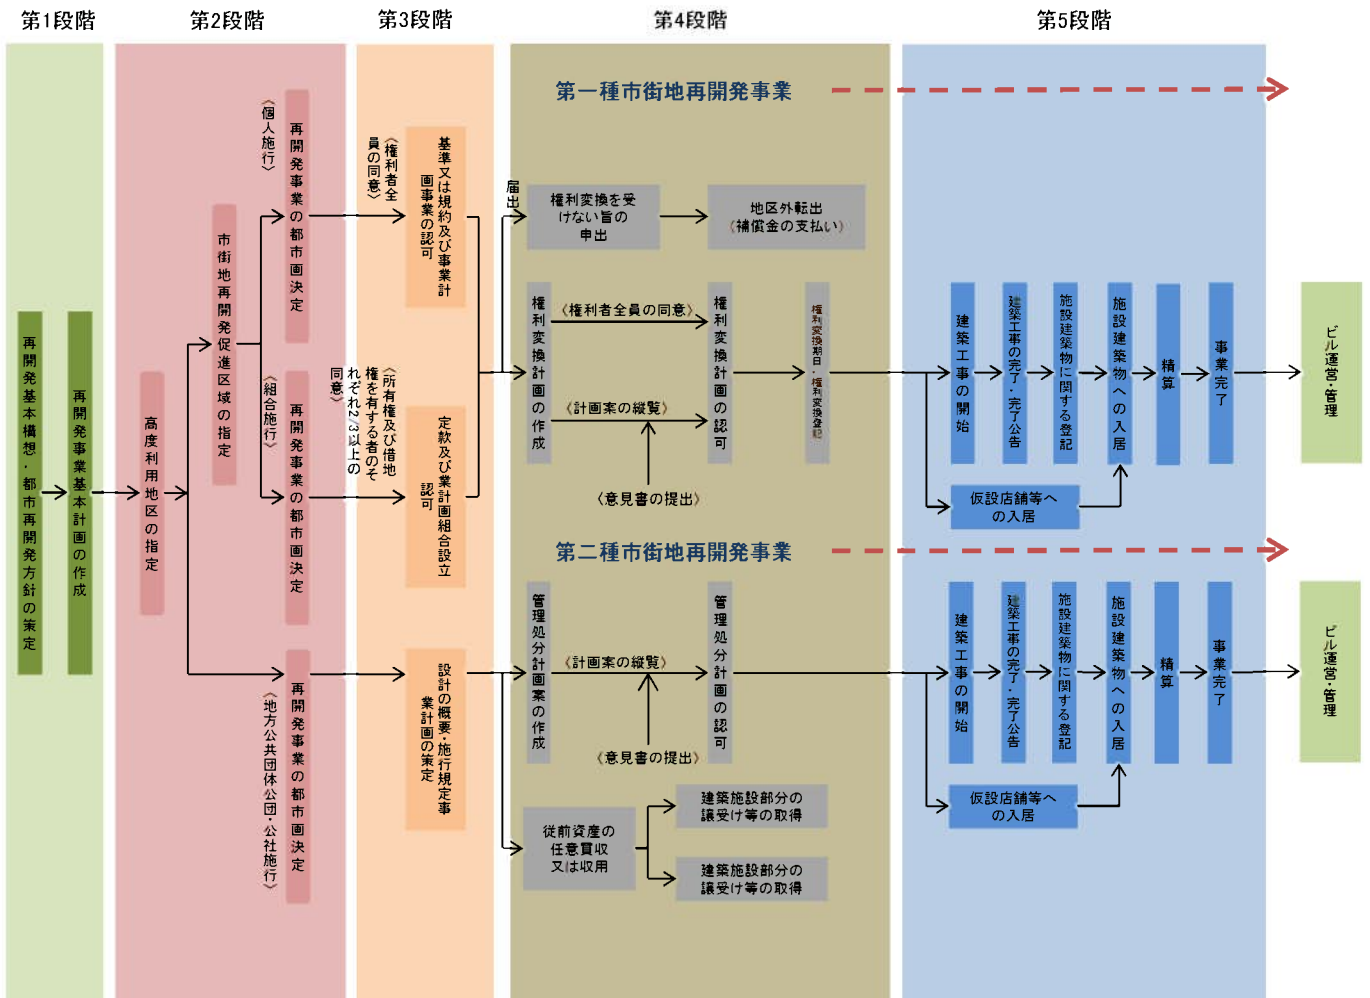 第1段階
第2段階
第3段階
第4段階
第5段階
再開発基本構想・都市再開発方針の策定
再開発事業基本計画の作成
高度利用地区の指定
市街地再開発促進区域の指定
〈個人施行〉
再開発事業の都市画決定
〈組合施行〉
再開発事業の都市画決定
〈地方公共団体公団・公社施行〉
再開発事業の都市画決定
〈権利者全
員の同意〉
基準又は規約及び事業計
画事業の認可
〈所有権及び借地
権を有する者のそ
れぞれ2/3以上の
同意〉
定款及び業計画組合設立
認可
設計の概要・施行規定事
業計画の策定
第一種市街地再開発事業
届出
権利変換を受
けない旨の
申出
地区外転出
〈補償金の支払い〉
権利変換計画の作成
〈権利者全員の同意〉
〈計画案の縦覧〉
〈意見書の提出〉
権利変換計画の認可
権利変換期日・権利変換登記
建築工事の開始
建築工事の完了・完了公告
施設建築物に関する登記
施設建築物への入居
精算
事業完了
仮設店舗等へ
の入居
ビル運営・管理
第二種市街地再開発事業
管理処分計画案の作成
〈計画案の縦覧〉
〈意見書の提出〉
管理処分計画の認可
従前資産の
任意買収
又は収用
建築施設部分の
譲受け等の取得
建築施設部分の
譲受け等の取得
建築工事の開始
建築工事の完了・完了公告
施設建築物に関する登記
施設建築物への入居
精算
事業完了
仮設店舗等へ
の入居
ビル運営・管理